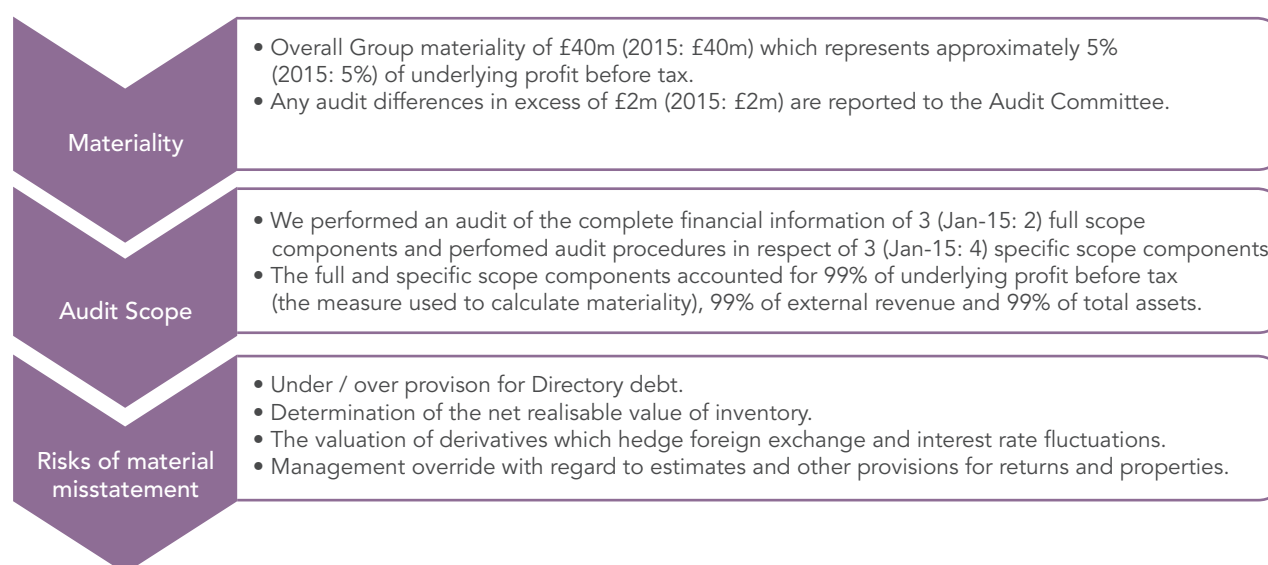 Materiality
• Overall Group materiality of £40m (2015: £40m) which represents approximately 5%
(2015: 5%) of underlying profit before tax.
• Any audit differences in excess of £2m (2015: £2m) are reported to the Audit Committee.
Audit Scope
• We performed an audit of the complete financial information of 3 (Jan-15: 2) full scope
components and perfomed audit procedures in respect of 3 (Jan-15: 4) specific scope components
• The full and specific scope components accounted for 99% of underlying profit before tax
(the measure used to calculate materiality), 99% of external revenue and 99% of total assets.
Risks of material
misstatement
• Under / over provison for Directory debt.
• Determination of the net realisable value of inventory.
• The valuation of derivatives which hedge foreign exchange and interest rate fluctuations.
• Management override with regard to estimates and other provisions for returns and properties.